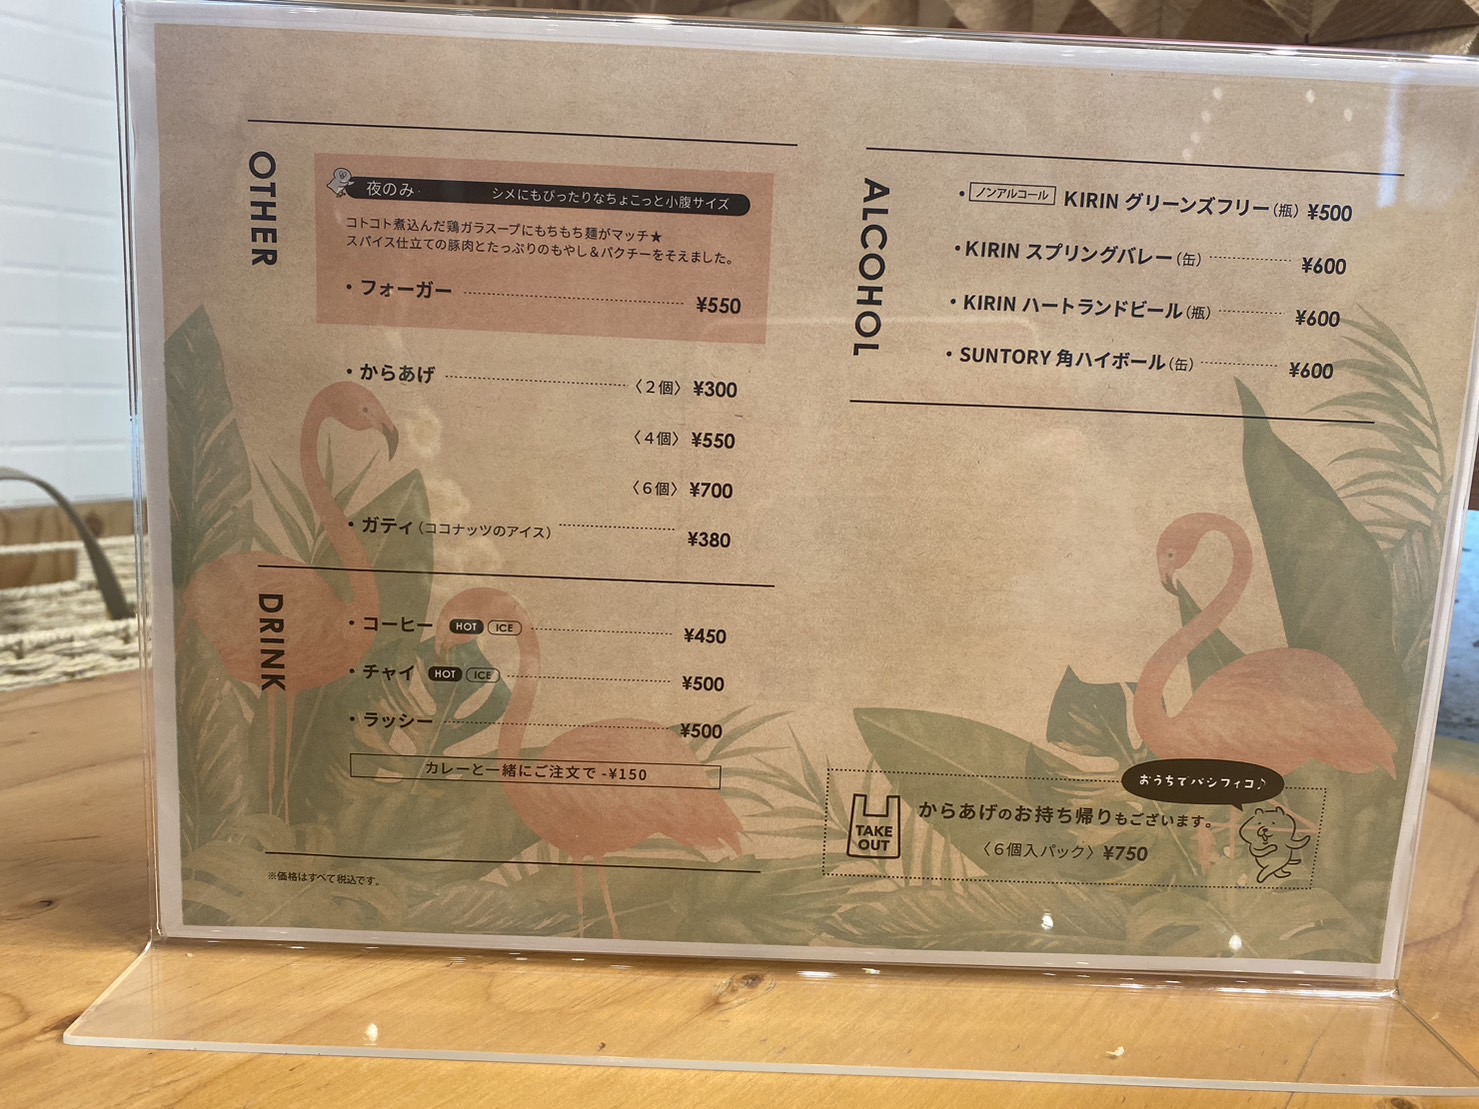 OTHER
夜のみ
シメにもぴったりなちょこっと小腹サイズ
コトコト煮込んだ鶏ガラスープにもちもち麺がマッチ★
スパイス仕立ての豚肉とたっぷりのもやし＆パクチーをそえました。
・フォーガー ¥550
・からあげ 〈2個〉 ¥300
〈4個〉 ¥550
〈6個〉 ¥700
・ガティ（ココナッツのアイス） ¥380
DRINK
・コーヒー HOT ICE ¥450
・チャイ HOT ICE ¥500
・ラッシー ¥500
カレーと一緒にご注文で -¥150
※価格はすべて税込です。
ALCOHOL
・ノンアルコール KIRIN グリーンズフリー（瓶） ¥500
・KIRIN スプリングバレー（缶） ¥600
・KIRIN ハートランドビール（瓶） ¥600
・SUNTORY 角ハイボール（缶） ¥600
おうちでパシフィコ♪
TAKE OUT
からあげのお持ち帰りもございます。
〈6個入パック〉 ¥750